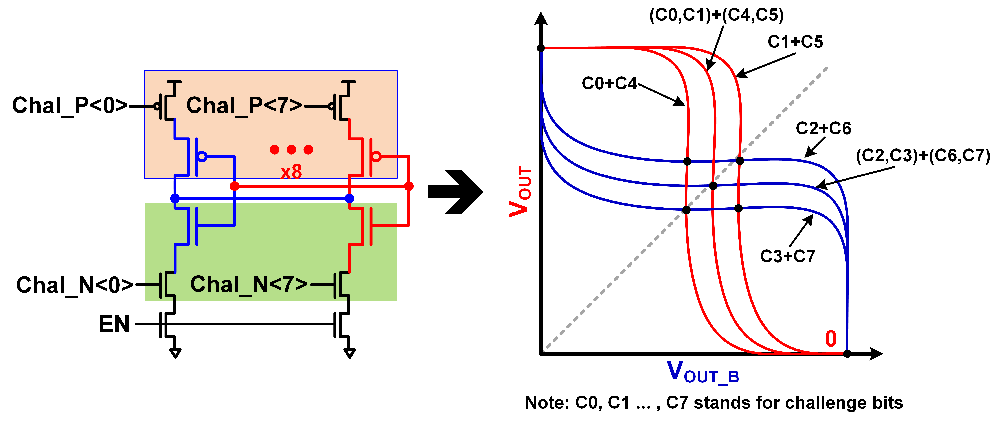 (C0,C1)+(C4,C5)
C1+C5
C0+C4
Chal_P<0>
Chal_P<7>
x8
C2+C6
(C2,C3)+(C6,C7)
VOUT
C3+C7
Chal_N<0>
Chal_N<7>
EN
0
VOUT_B
Note: C0, C1 ... , C7 stands for challenge bits